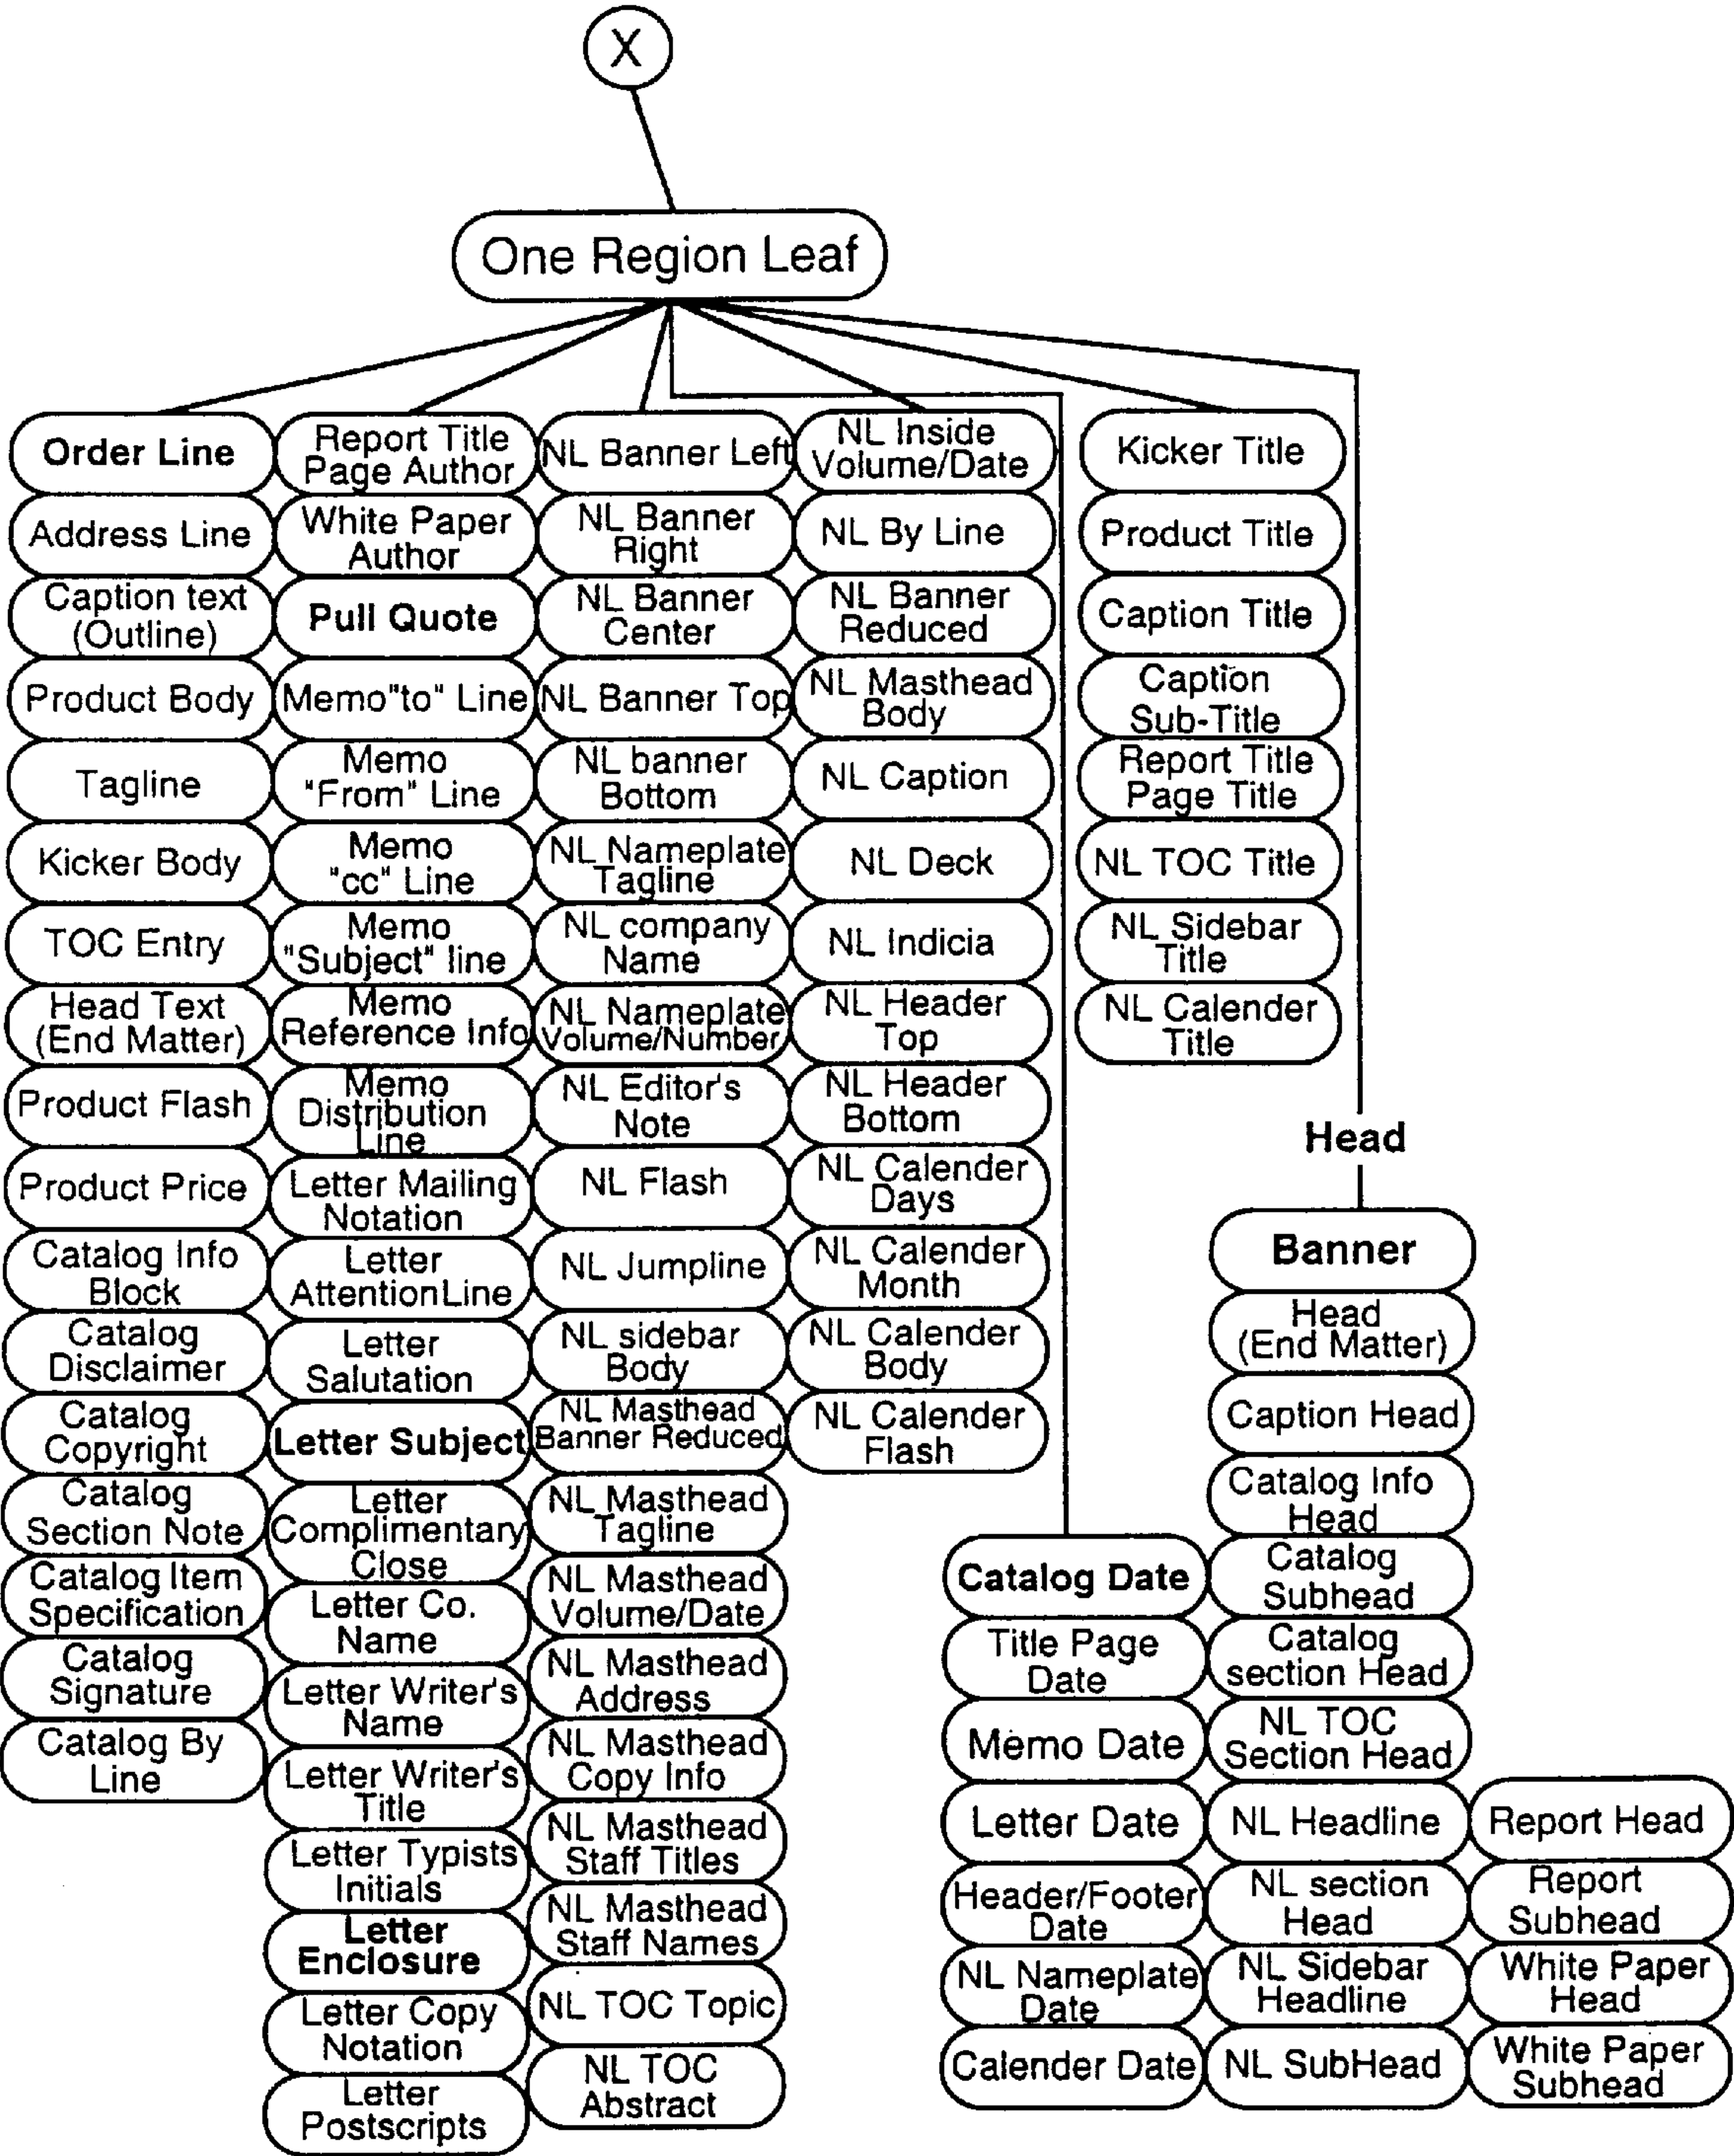 X
One Region Leaf
Order Line
Address Line
Caption text
(Outline)
Product Body
Tagline
Kicker Body
TOC Entry
Head Text
(End Matter)
Product Flash
Product Price
Catalog Info
Block
Catalog
Disclaimer
Catalog
Copyright
Catalog
Section Note
Catalog Item
Specification
Catalog
Signature
Catalog By
Line
Report Title
Page Author
White Paper
Author
Pull Quote
Memo"to" Line
Memo
"From" Line
Memo
"cc" Line
Memo
"Subject" line
Memo
Reference Info
Memo
Distribution
Line
Letter Mailing
Notation
Letter
Attention Line
Letter
Salutation
Letter Subject
Letter
Complimentary
Close
Letter Co.
Name
Letter Writer's
Name
Letter Writer's
Title
Letter Typists
Initials
Letter
Enclosure
Letter Copy
Notation
Letter
Postscripts
NL Banner Left
NL Banner
Right
NL Banner
Center
NL Banner Top
NL banner
Bottom
NL Nameplate
Tagline
NL company
Name
NL Nameplate
Volume/Number
NL Editor's
Note
NL Flash
NL Jumpline
NL sidebar
Body
NL Masthead
Banner Reduced
NL Masthead
Tagline
NL Masthead
Volume/Date
NL Masthead
Address
NL Masthead
Copy Info
NL Masthead
Staff Titles
NL Masthead
Staff Names
NL TOC Topic
NL TOC
Abstract
NL Inside
Volume/Date
NL By Line
NL Banner
Reduced
NL Masthead
Body
NL Caption
NL Deck
NL Indicia
NL Header
Top
NL Header
Bottom
NL Calender
Days
NL Calender
Month
NL Calender
Body
NL Calender
Flash
Catalog Date
Title Page
Date
Memo Date
Letter Date
Header/Footer
Date
NL Nameplate
Date
Calender Date
Kicker Title
Product Title
Caption Title
Caption
Sub-Title
Report Title
Page Title
NL TOC Title
NL Sidebar
Title
NL Calender
Title
Head
Banner
Head
(End Matter)
Caption Head
Catalog Info
Head
Catalog
Subhead
Catalog
section Head
NL TOC
Section Head
NL Headline
NL section
Head
NL Sidebar
Headline
NL SubHead
Report Head
Report
Subhead
White Paper
Head
White Paper
Subhead